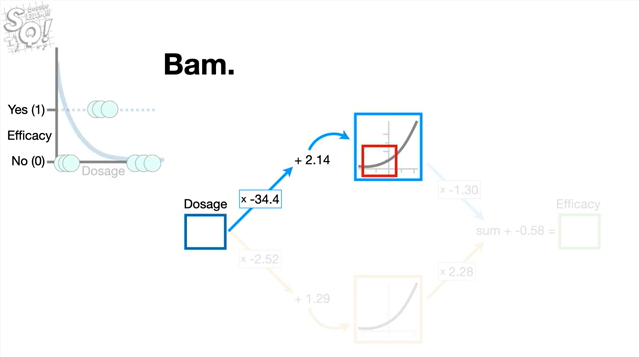 SQ!
Bam.
Yes (1)
Efficacy
No (0)
Dosage
+ 2.14
x -34.4
x -1.30
Dosage
Efficacy
sum + -0.58 =
x -2.52
x 2.28
+ 1.29